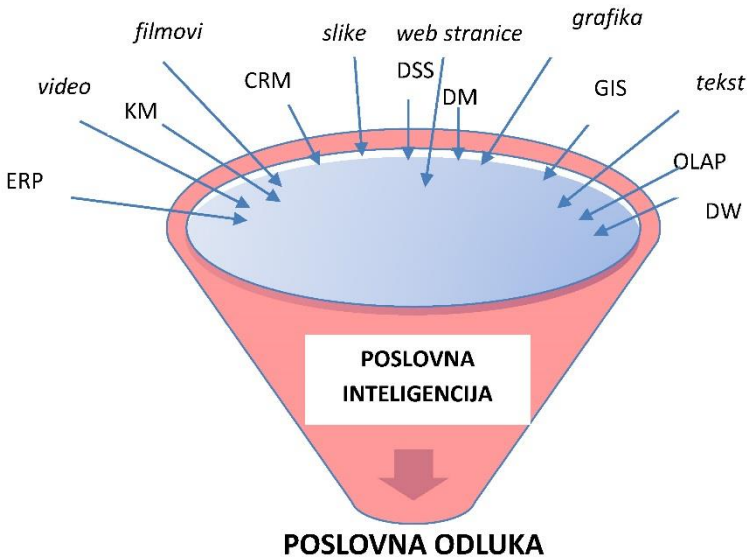 filmovi
slike
web stranice
grafika
video
KM
CRM
DSS
DM
GIS
tekst
ERP
OLAP
DW
POSLOVNA
INTELIGENCIJA
POSLOVNA ODLUKA